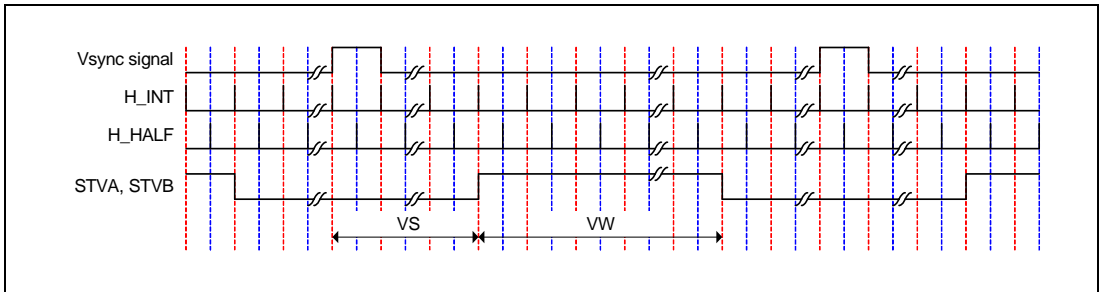 Vsync signal
H_INT
H_HALF
STVA, STVB
VS
VW